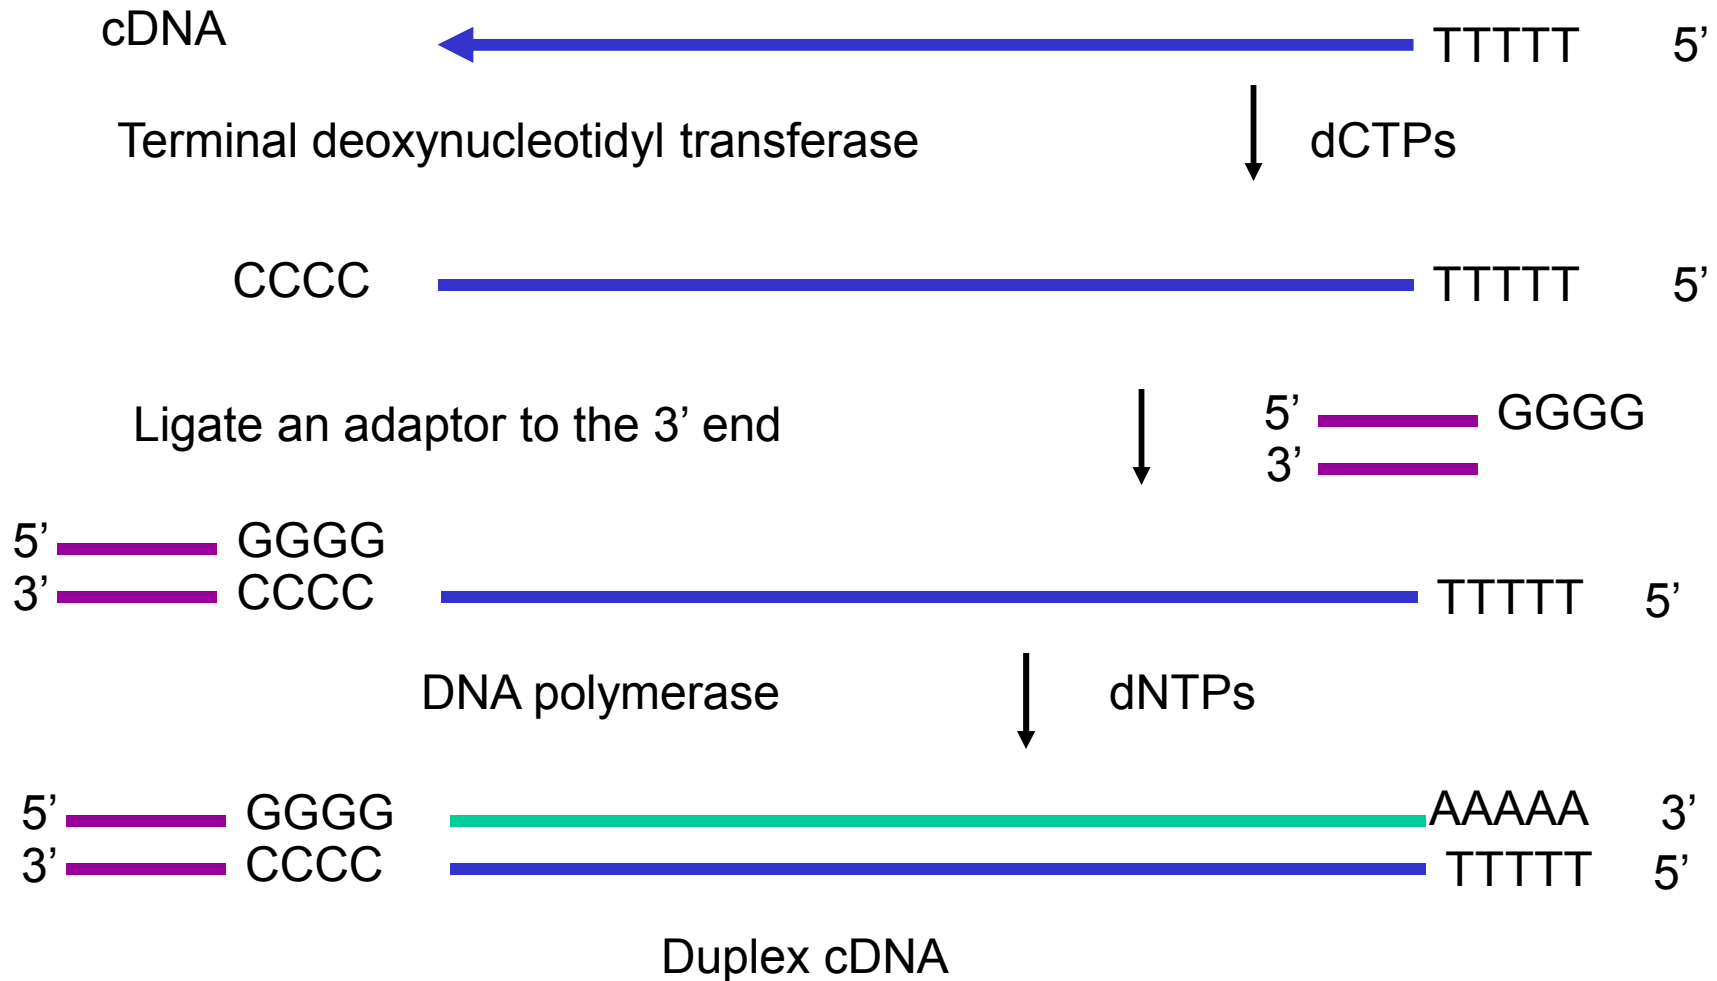 cDNA TTTTT 5’
Terminal deoxynucleotidyl transferase dCTPs
CCCC TTTTT 5’
Ligate an adaptor to the 3’ end
5’ GGGG
3’
5’ GGGG
3’ CCCC TTTTT 5’
DNA polymerase dNTPs
5’ GGGG AAAAA 3’
3’ CCCC TTTTT 5’
Duplex cDNA